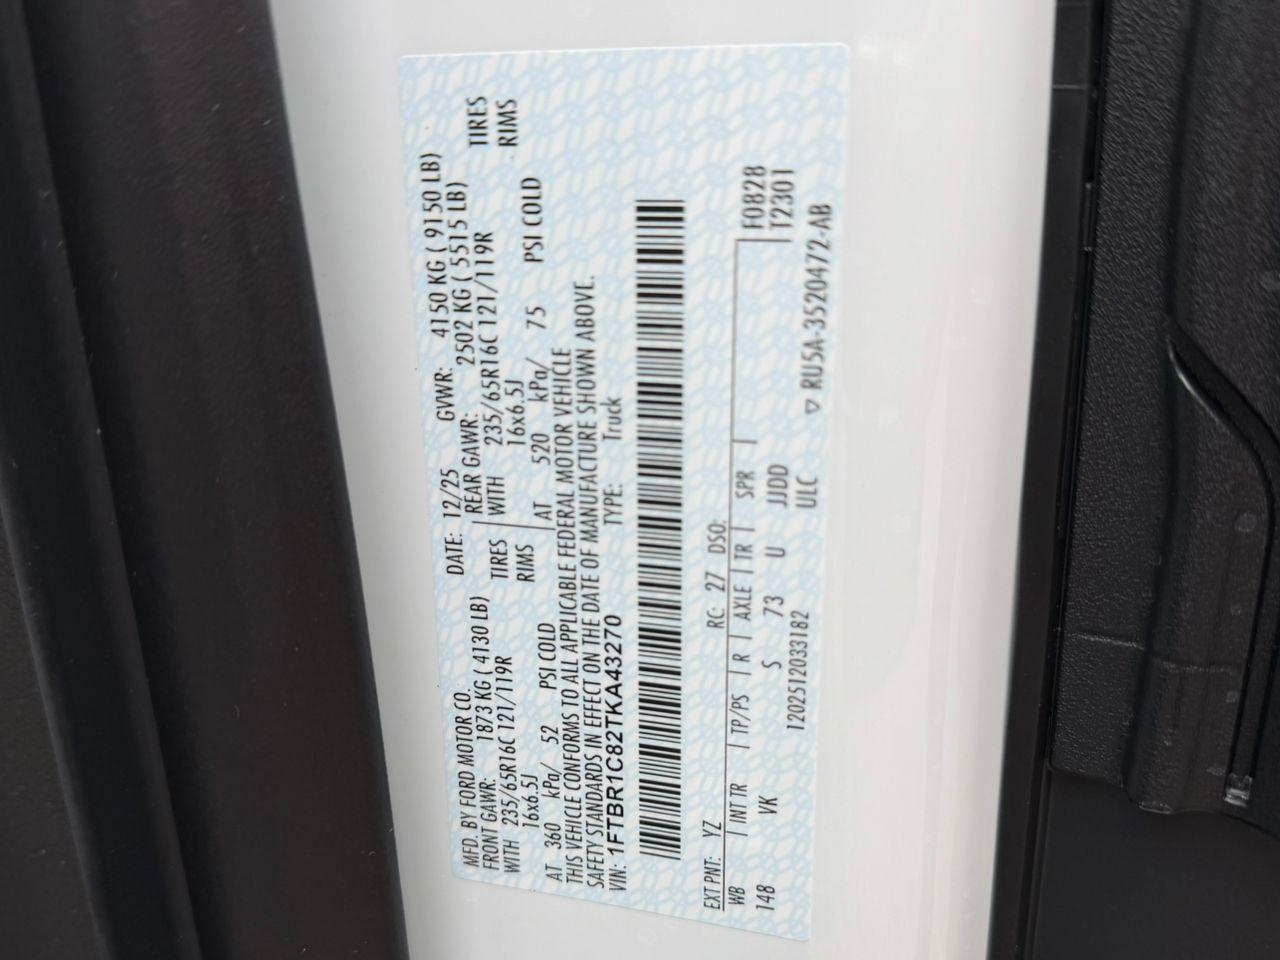 MFD. BY FORD MOTOR CO.
DATE: 12/25 GVWR: 4150 KG ( 9150 LB)
FRONT GAWR: 1873 KG ( 4130 LB)
REAR GAWR: 2502 KG ( 5515 LB)
WITH 235/65R16C 121/119R TIRES
WITH 235/65R16C 121/119R TIRES
16x6.5J RIMS
16x6.5J RIMS
AT 360 kPa/ 52 PSI COLD
AT 520 kPa/ 75 PSI COLD
THIS VEHICLE CONFORMS TO ALL APPLICABLE FEDERAL MOTOR VEHICLE
SAFETY STANDARDS IN EFFECT ON THE DATE OF MANUFACTURE SHOWN ABOVE.
VIN: 1FTBR1C82TKA43270 TYPE: Truck
EXT PNT: YZ RC: 27 DSO: F0828
WB INT TR TP/PS R AXLE TR SPR T2301
148 VK S 73 U JJDD
1202512033182 ULC
▽ RU5A-3520472-AB